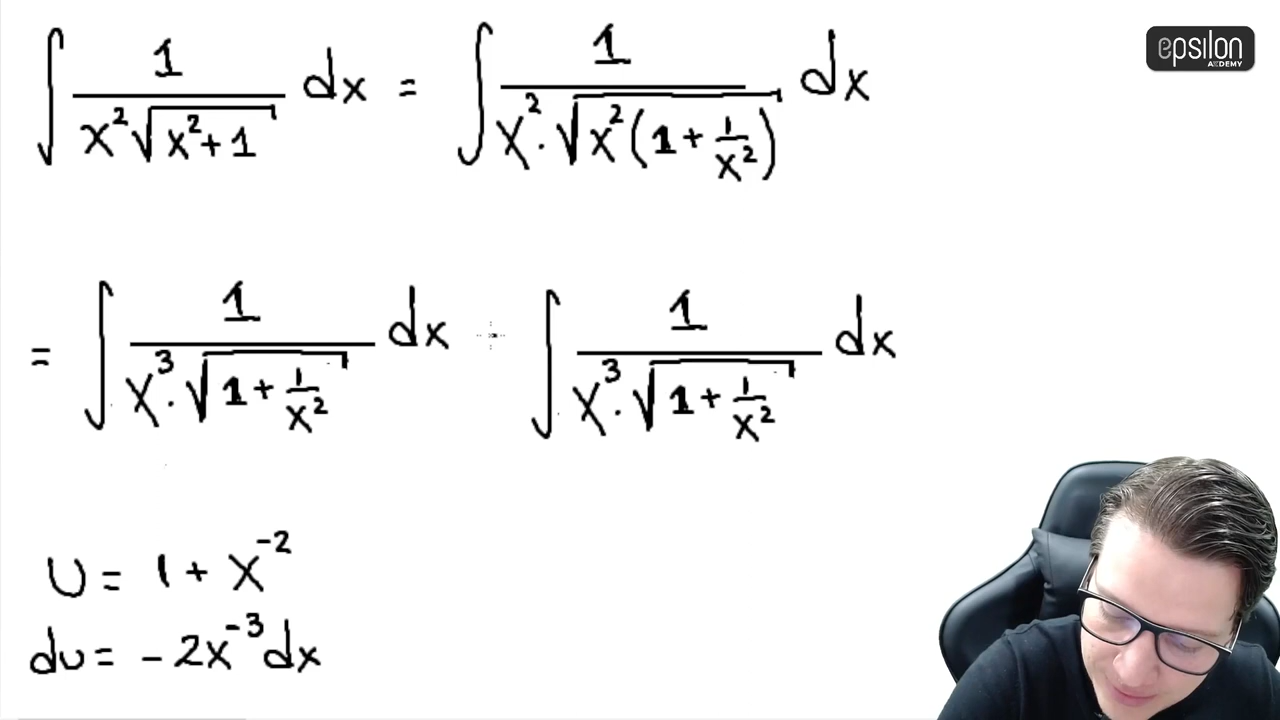 ∫ 1/(x²√(x²+1)) dx = ∫ 1/(x²·√(x²(1+1/x²))) dx
epsilon
AKDEMY
= ∫ 1/(x³·√(1+1/x²)) dx ∫ 1/(x³·√(1+1/x²)) dx
U = 1 + x⁻²
du = -2x⁻³dx